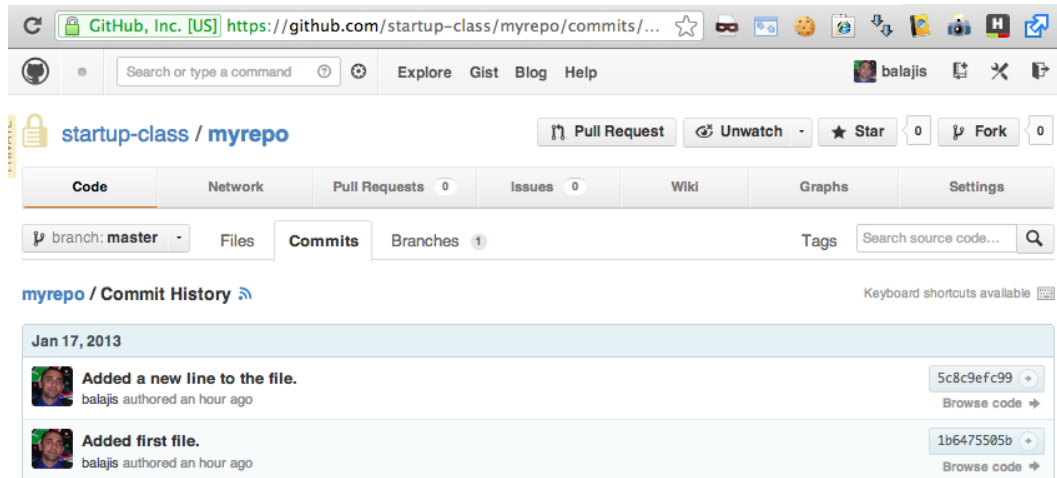 GitHub, Inc. [US] https://github.com/startup-class/myrepo/commits/...
Search or type a command Explore Gist Blog Help balajis
startup-class / myrepo Pull Request Unwatch Star 0 Fork 0
Code Network Pull Requests 0 Issues 0 Wiki Graphs Settings
branch: master Files Commits Branches 1 Tags Search source code...
myrepo / Commit History Keyboard shortcuts available
Jan 17, 2013
Added a new line to the file. 5c8c9efc99
balajis authored an hour ago Browse code
Added first file. 1b6475505b
balajis authored an hour ago Browse code